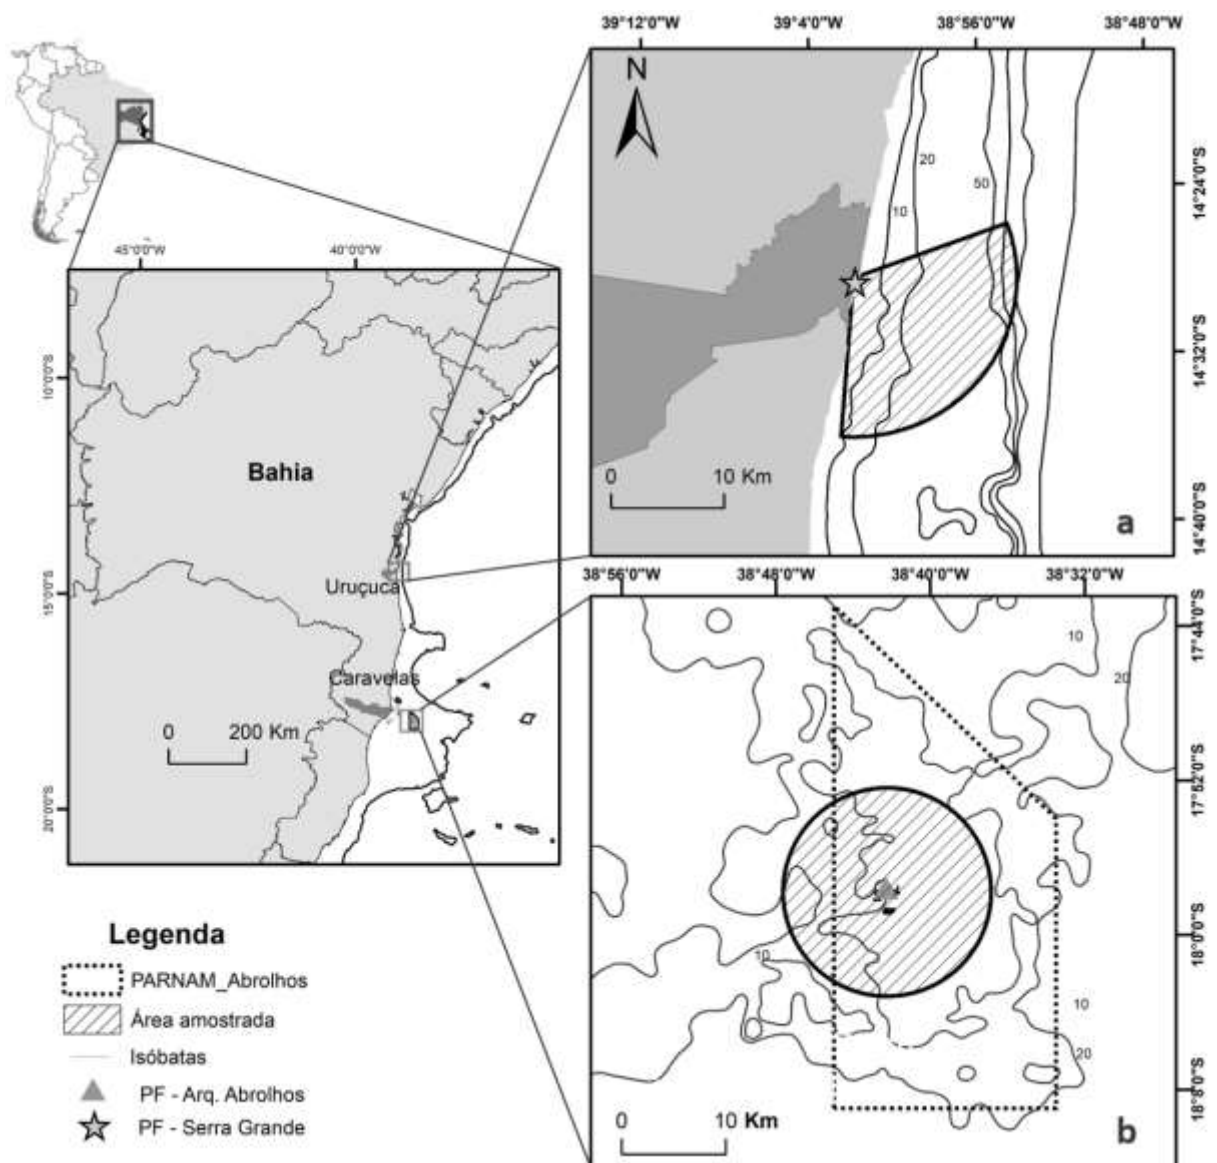 39°12'0"W 39°4'0"W 38°56'0"W 38°48'0"W
N
20
50
10
14°24'0"S
14°32'0"S
14°40'0"S
0 10 Km
a
45°0'0"W 40°0'0"W
10°0'0"S
15°0'0"S
20°0'0"S
Bahia
Uruçuca
Caravelas
0 200 Km
38°56'0"W 38°48'0"W 38°40'0"W 38°32'0"W
10
20
10
10
20
17°44'0"S
17°52'0"S
18°0'0"S
18°8'0"S
0 10 Km
b
Legenda
PARNAM_Abrolhos
Área amostrada
Isóbatas
PF - Arq. Abrolhos
PF - Serra Grande